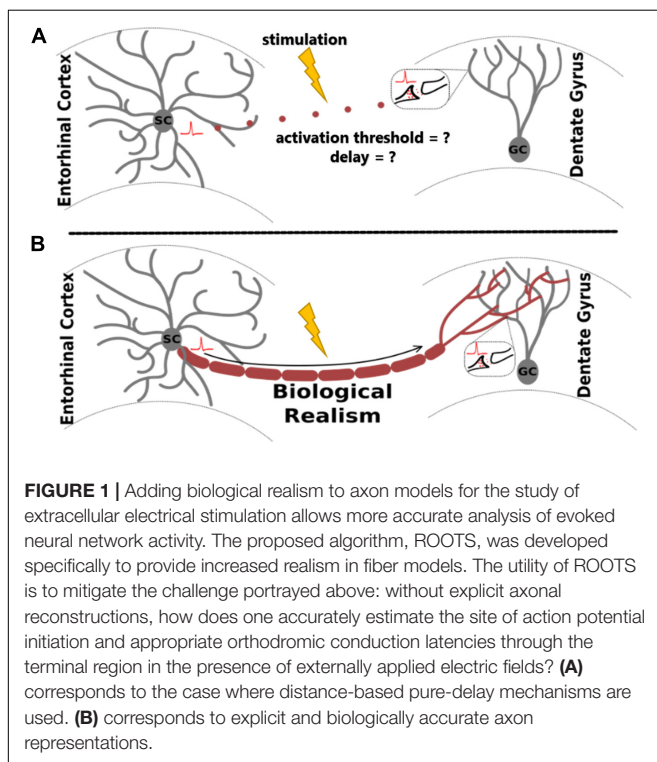 A
stimulation
Entorhinal Cortex
SC
activation threshold = ?
delay = ?
GC
Dentate Gyrus
B
Entorhinal Cortex
SC
Biological
Realism
GC
Dentate Gyrus
FIGURE 1 | Adding biological realism to axon models for the study of
extracellular electrical stimulation allows more accurate analysis of evoked
neural network activity. The proposed algorithm, ROOTS, was developed
specifically to provide increased realism in fiber models. The utility of ROOTS
is to mitigate the challenge portrayed above: without explicit axonal
reconstructions, how does one accurately estimate the site of action potential
initiation and appropriate orthodromic conduction latencies through the
terminal region in the presence of externally applied electric fields? (A)
corresponds to the case where distance-based pure-delay mechanisms are
used. (B) corresponds to explicit and biologically accurate axon
representations.